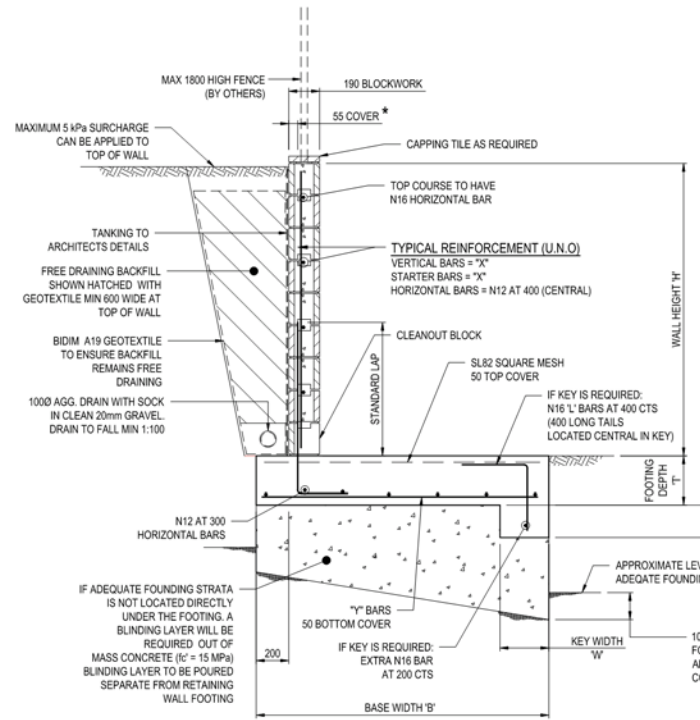 MAX 1800 HIGH FENCE
(BY OTHERS)
190 BLOCKWORK
55 COVER *
MAXIMUM 5 kPa SURCHARGE
CAN BE APPLIED TO
TOP OF WALL
CAPPING TILE AS REQUIRED
TOP COURSE TO HAVE
N16 HORIZONTAL BAR
TANKING TO
ARCHITECTS DETAILS
TYPICAL REINFORCEMENT (U.N.O)
VERTICAL BARS = "X"
STARTER BARS = "X"
HORIZONTAL BARS = N12 AT 400 (CENTRAL)
FREE DRAINING BACKFILL
SHOWN HATCHED WITH
GEOTEXTILE MIN 600 WIDE AT
TOP OF WALL
WALL HEIGHT 'H'
CLEANOUT BLOCK
BIDIM A19 GEOTEXTILE
TO ENSURE BACKFILL
REMAINS FREE
DRAINING
STANDARD LAP
SL82 SQUARE MESH
50 TOP COVER
IF KEY IS REQUIRED:
N16 'L' BARS AT 400 CTS
(400 LONG TAILS
LOCATED CENTRAL IN KEY)
100Ø AGG. DRAIN WITH SOCK
IN CLEAN 20mm GRAVEL.
DRAIN TO FALL MIN 1:100
FOOTING
DEPTH
'T'
N12 AT 300
HORIZONTAL BARS
APPROXIMATE LEV
ADEQATE FOUNDIN
IF ADEQUATE FOUNDING STRATA
IS NOT LOCATED DIRECTLY
UNDER THE FOOTING. A
BLINDING LAYER WILL BE
REQUIRED OUT OF
MASS CONCRETE (fc' = 15 MPa)
BLINDING LAYER TO BE POURED
SEPARATE FROM RETAINING
WALL FOOTING
"Y" BARS
50 BOTTOM COVER
200
IF KEY IS REQUIRED:
EXTRA N16 BAR
AT 200 CTS
KEY WIDTH
'W'
10
FO
AI
CO
BASE WIDTH 'B'